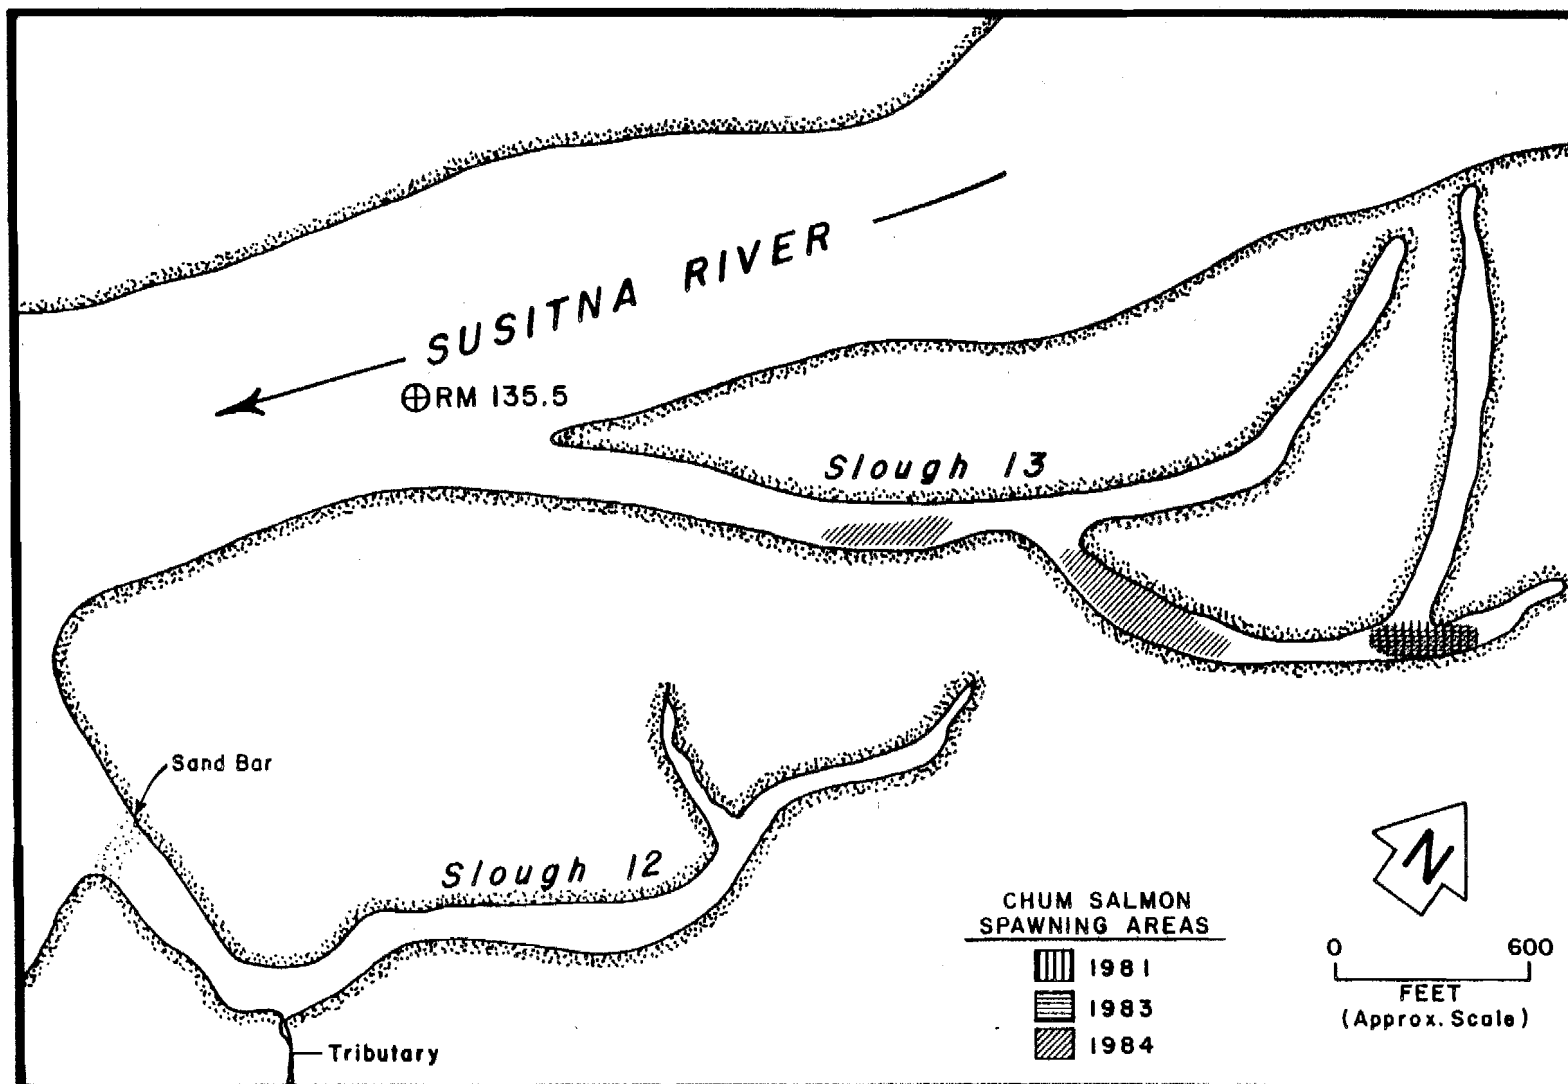 SUSITNA RIVER
RM 135.5
Slough 13
Sand Bar
Slough 12
Tributary
N
CHUM SALMON
SPAWNING AREAS
1981
1983
1984
0 600
FEET
(Approx. Scale)